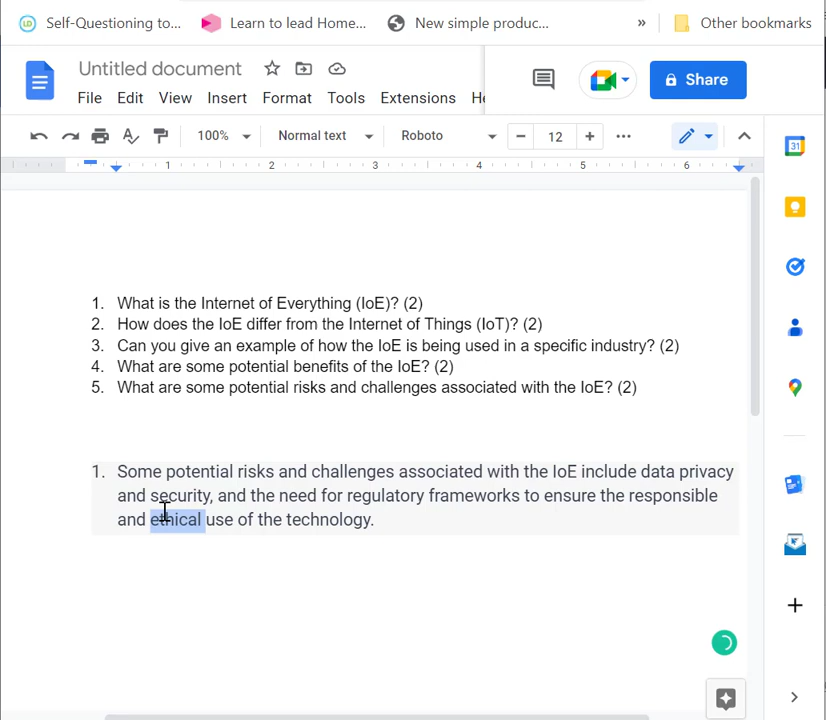 Self-Questioning to...
Learn to lead Home...
New simple produc...
»
Other bookmarks
Untitled document
File Edit View Insert Format Tools Extensions He
Share
100% Normal text Roboto 12
1 2 3 4 5 6
31
1. What is the Internet of Everything (IoE)? (2)
2. How does the IoE differ from the Internet of Things (IoT)? (2)
3. Can you give an example of how the IoE is being used in a specific industry? (2)
4. What are some potential benefits of the IoE? (2)
5. What are some potential risks and challenges associated with the IoE? (2)
1. Some potential risks and challenges associated with the IoE include data privacy
and security, and the need for regulatory frameworks to ensure the responsible
and ethical use of the technology.